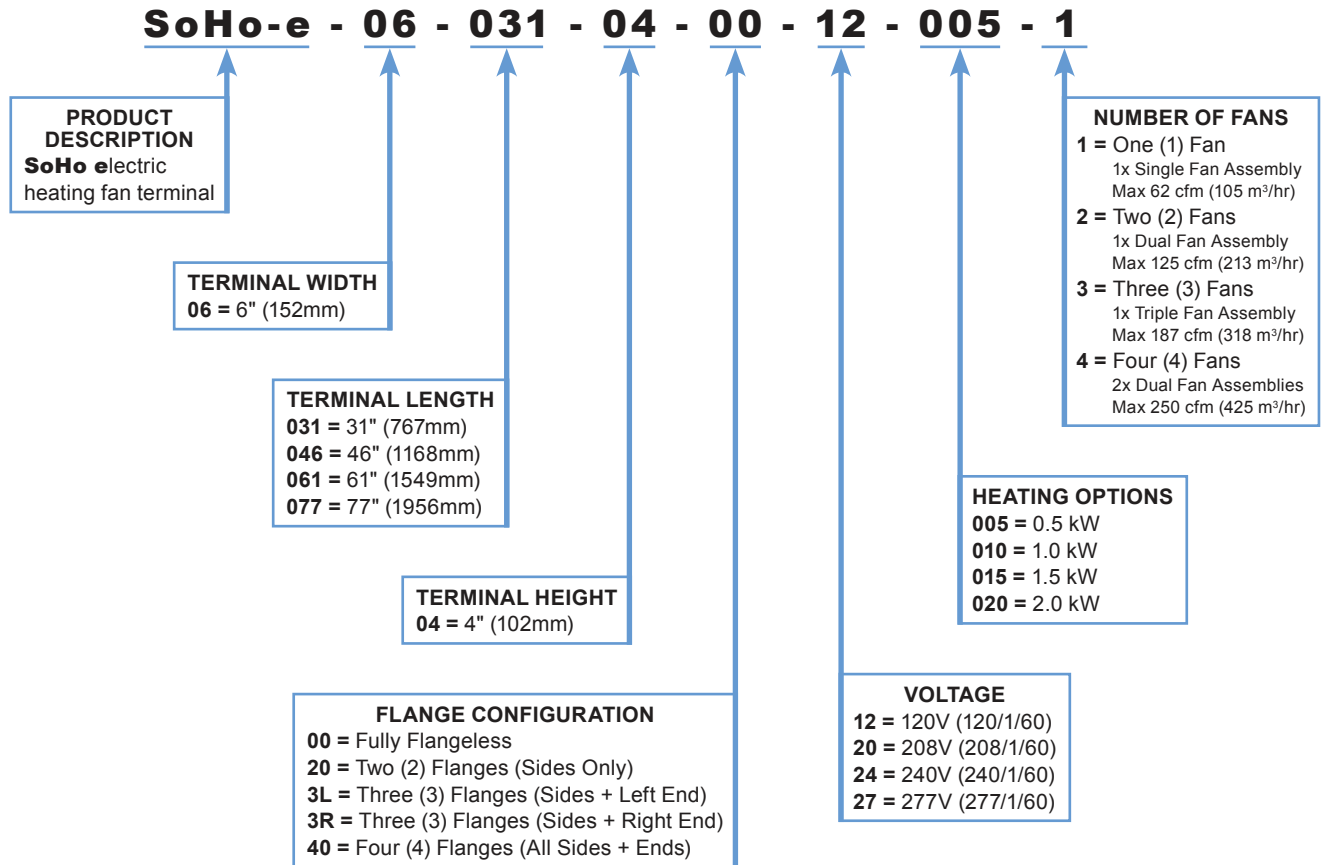 SoHo-e - 06 - 031 - 04 - 00 - 12 - 005 - 1
PRODUCT
DESCRIPTION
SoHo electric
heating fan terminal
TERMINAL WIDTH
06 = 6" (152mm)
TERMINAL LENGTH
031 = 31" (767mm)
046 = 46" (1168mm)
061 = 61" (1549mm)
077 = 77" (1956mm)
TERMINAL HEIGHT
04 = 4" (102mm)
FLANGE CONFIGURATION
00 = Fully Flangeless
20 = Two (2) Flanges (Sides Only)
3L = Three (3) Flanges (Sides + Left End)
3R = Three (3) Flanges (Sides + Right End)
40 = Four (4) Flanges (All Sides + Ends)
VOLTAGE
12 = 120V (120/1/60)
20 = 208V (208/1/60)
24 = 240V (240/1/60)
27 = 277V (277/1/60)
HEATING OPTIONS
005 = 0.5 kW
010 = 1.0 kW
015 = 1.5 kW
020 = 2.0 kW
NUMBER OF FANS
1 = One (1) Fan
1x Single Fan Assembly
Max 62 cfm (105 m³/hr)
2 = Two (2) Fans
1x Dual Fan Assembly
Max 125 cfm (213 m³/hr)
3 = Three (3) Fans
1x Triple Fan Assembly
Max 187 cfm (318 m³/hr)
4 = Four (4) Fans
2x Dual Fan Assemblies
Max 250 cfm (425 m³/hr)